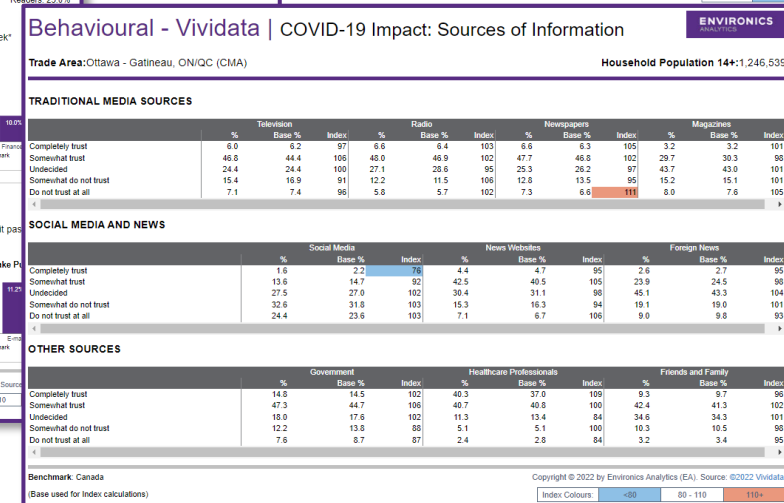 Behavioural - Vividata | COVID-19 Impact: Sources of Information
ENVIRONICS
ANALYTICS
Trade Area:Ottawa - Gatineau, ON/QC (CMA)
Household Population 14+:1,246,539
TRADITIONAL MEDIA SOURCES
Television Radio Newspapers Magazines
% Base % Index % Base % Index % Base % Index % Base % Index
Completely trust 6.0 6.2 97 6.6 6.4 103 6.6 6.3 105 3.2 3.2 101
Somewhat trust 46.8 44.4 106 48.0 46.9 102 47.7 46.8 102 29.7 30.3 98
Undecided 24.4 24.4 100 27.1 28.6 95 25.3 26.2 97 43.7 43.0 101
Somewhat do not trust 15.4 16.9 91 12.2 11.5 106 12.8 13.5 95 15.2 15.1 101
Do not trust at all 7.1 7.4 96 5.8 5.7 102 7.3 6.6 111 8.0 7.6 105
SOCIAL MEDIA AND NEWS
Social Media News Websites Foreign News
% Base % Index % Base % Index % Base % Index
Completely trust 1.6 2.2 76 4.4 4.7 95 2.6 2.7 95
Somewhat trust 13.6 14.7 92 42.5 40.5 105 23.9 24.5 98
Undecided 27.5 27.0 102 30.4 31.1 98 45.1 43.3 104
Somewhat do not trust 32.6 31.8 103 15.3 16.3 94 19.1 19.0 101
Do not trust at all 24.4 23.6 103 7.1 6.7 106 9.0 9.8 93
OTHER SOURCES
Government Healthcare Professionals Friends and Family
% Base % Index % Base % Index % Base % Index
Completely trust 14.8 14.5 102 40.3 37.0 109 9.3 9.7 96
Somewhat trust 47.3 44.7 106 40.7 40.8 100 42.4 41.3 102
Undecided 18.0 17.6 102 11.3 13.4 84 34.6 34.3 101
Somewhat do not trust 12.2 13.8 88 5.1 5.1 100 10.3 10.5 98
Do not trust at all 7.6 8.7 87 2.4 2.8 84 3.2 3.4 95
Benchmark: Canada
Copyright © 2022 by Environics Analytics (EA). Source: ©2022 Vividata
(Base used for Index calculations)
Index Colours: <80 80 - 110 110+
10.0%
11.2%
Source